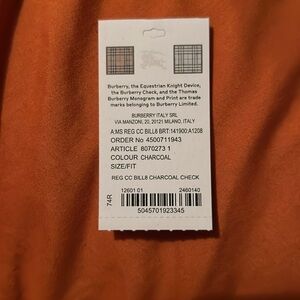 Burberry, the Equestrian Knight Device,
the Burberry Check, and the Thomas
Burberry Monogram and Print are trade
marks belonging to Burberry Limited.
BURBERRY ITALY SRL
VIA MANZONI, 20, 20121 MILANO, ITALY
A:MS REG CC BILL8 BRT:141900:A1208
ORDER No 4500711943
ARTICLE 8070273 1
COLOUR CHARCOAL
SIZE/FIT
REG CC BILL8 CHARCOAL CHECK
12601 01 2460140
74R
5045701923345